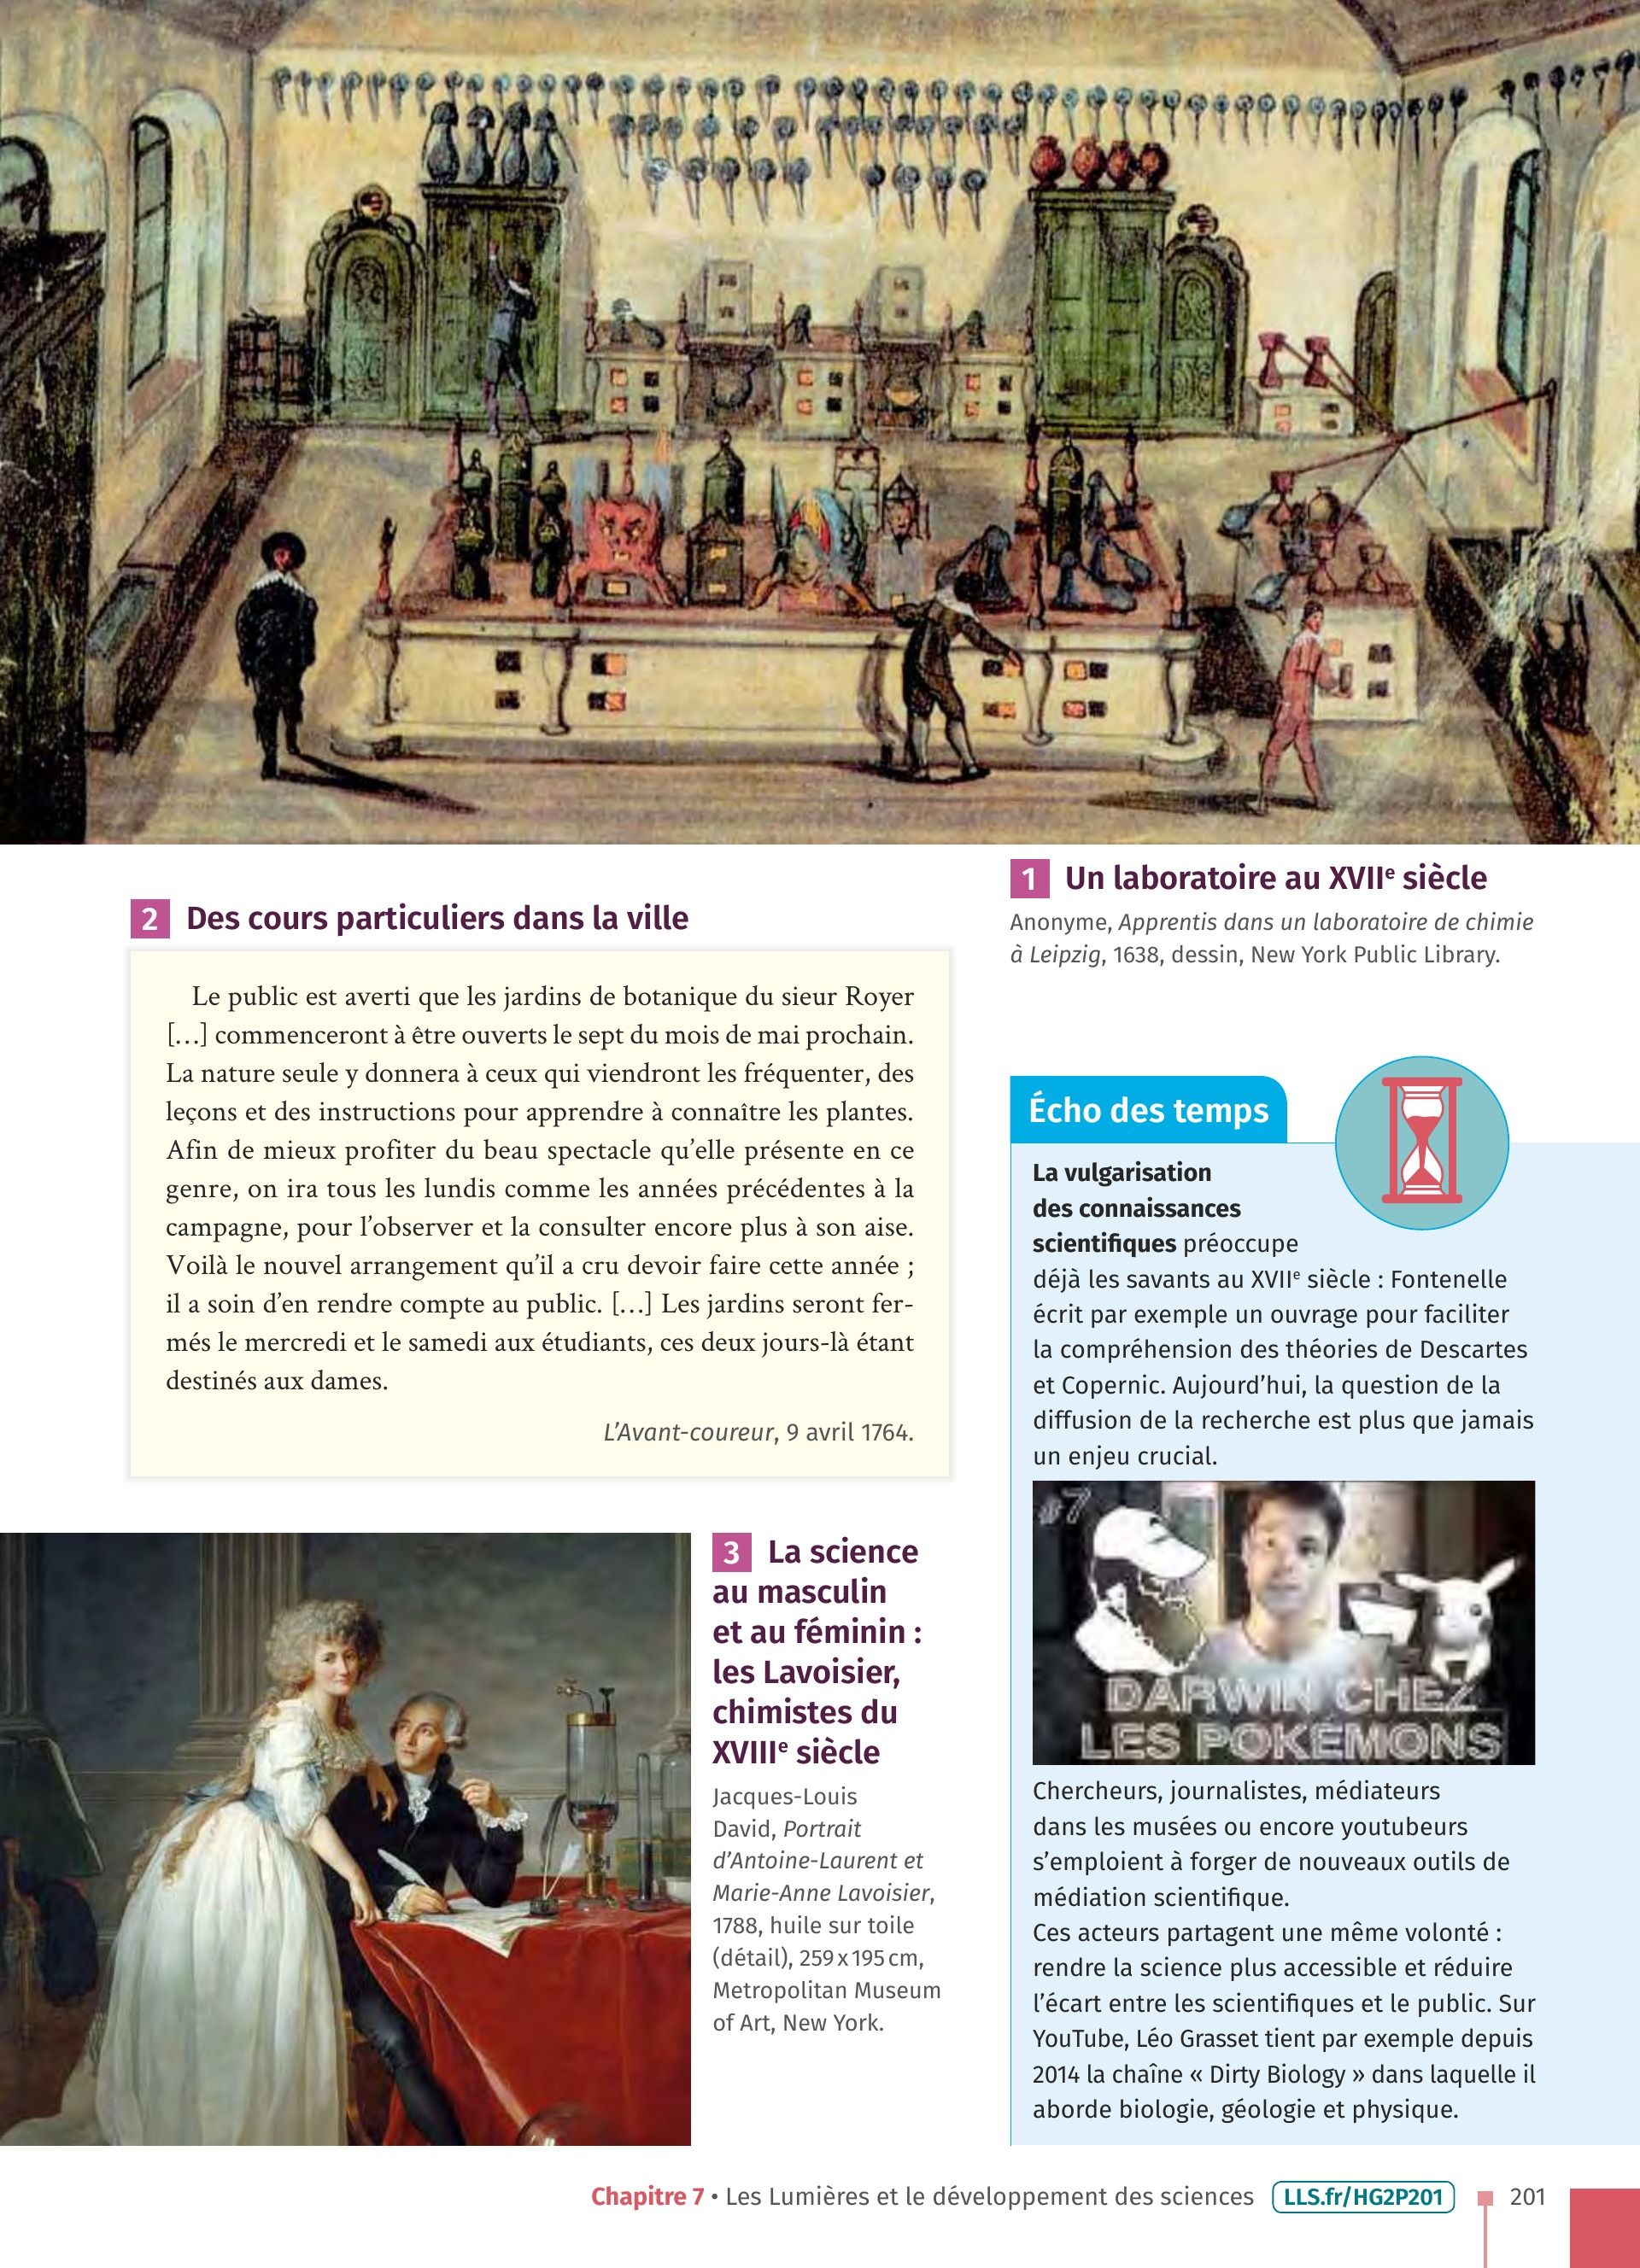 1 Un laboratoire au XVIIe siècle
Anonyme, Apprentis dans un laboratoire de chimie
à Leipzig, 1638, dessin, New York Public Library.
2 Des cours particuliers dans la ville
Le public est averti que les jardins de botanique du sieur Royer
[…] commenceront à être ouverts le sept du mois de mai prochain.
La nature seule y donnera à ceux qui viendront les fréquenter, des
leçons et des instructions pour apprendre à connaître les plantes.
Afin de mieux profiter du beau spectacle qu’elle présente en ce
genre, on ira tous les lundis comme les années précédentes à la
campagne, pour l’observer et la consulter encore plus à son aise.
Voilà le nouvel arrangement qu’il a cru devoir faire cette année ;
il a soin d’en rendre compte au public. […] Les jardins seront fer-
més le mercredi et le samedi aux étudiants, ces deux jours-là étant
destinés aux dames.
L’Avant-coureur, 9 avril 1764.
3 La science
au masculin
et au féminin :
les Lavoisier,
chimistes du
XVIIIe siècle
Jacques-Louis
David, Portrait
d’Antoine-Laurent et
Marie-Anne Lavoisier,
1788, huile sur toile
(détail), 259 x 195 cm,
Metropolitan Museum
of Art, New York.
Écho des temps
La vulgarisation
des connaissances
scientifiques préoccupe
déjà les savants au XVIIe siècle : Fontenelle
écrit par exemple un ouvrage pour faciliter
la compréhension des théories de Descartes
et Copernic. Aujourd’hui, la question de la
diffusion de la recherche est plus que jamais
un enjeu crucial.
#7
DARWIN CHEZ
LES POKÉMONS
Chercheurs, journalistes, médiateurs
dans les musées ou encore youtubeurs
s’emploient à forger de nouveaux outils de
médiation scientifique.
Ces acteurs partagent une même volonté :
rendre la science plus accessible et réduire
l’écart entre les scientifiques et le public. Sur
YouTube, Léo Grasset tient par exemple depuis
2014 la chaîne « Dirty Biology » dans laquelle il
aborde biologie, géologie et physique.
Chapitre 7 • Les Lumières et le développement des sciences LLS.fr/HG2P201 201